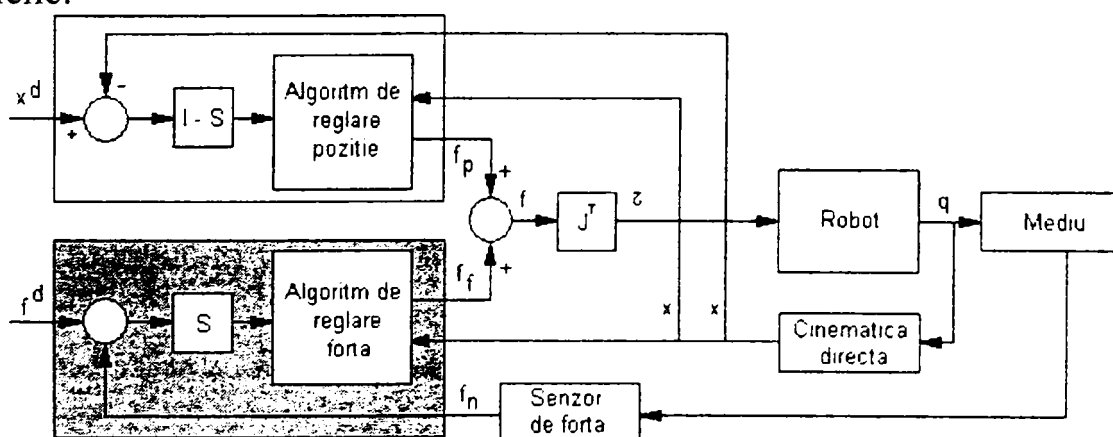 x^d
+
-
I - S
Algoritm de
reglare
pozitie
f_p
+
f
J^T
τ
Robot
q
Mediu
f^d
S
Algoritm de
reglare
forta
f_f
+
x
x
Cinematica
directa
f_n
Senzor
de forta